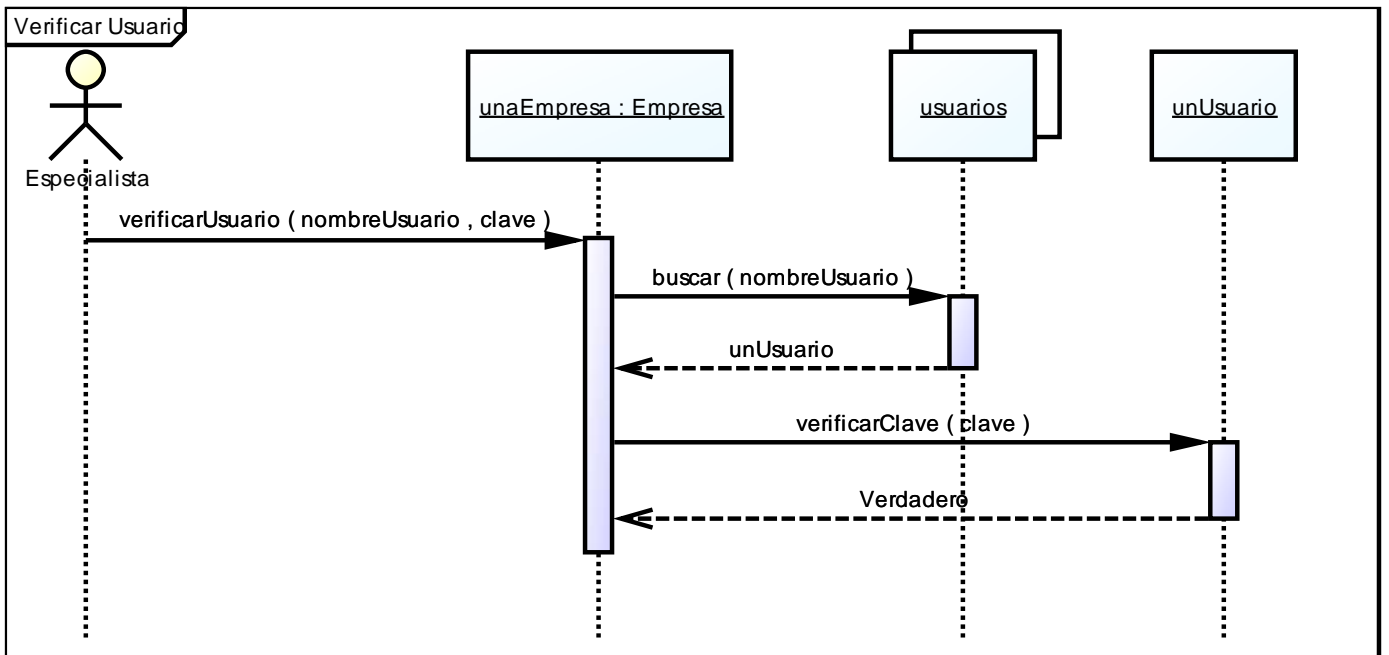 Verificar Usuario
Especialista
unaEmpresa : Empresa
usuarios
unUsuario
verificarUsuario ( nombreUsuario , clave )
buscar ( nombreUsuario )
unUsuario
verificarClave ( clave )
Verdadero